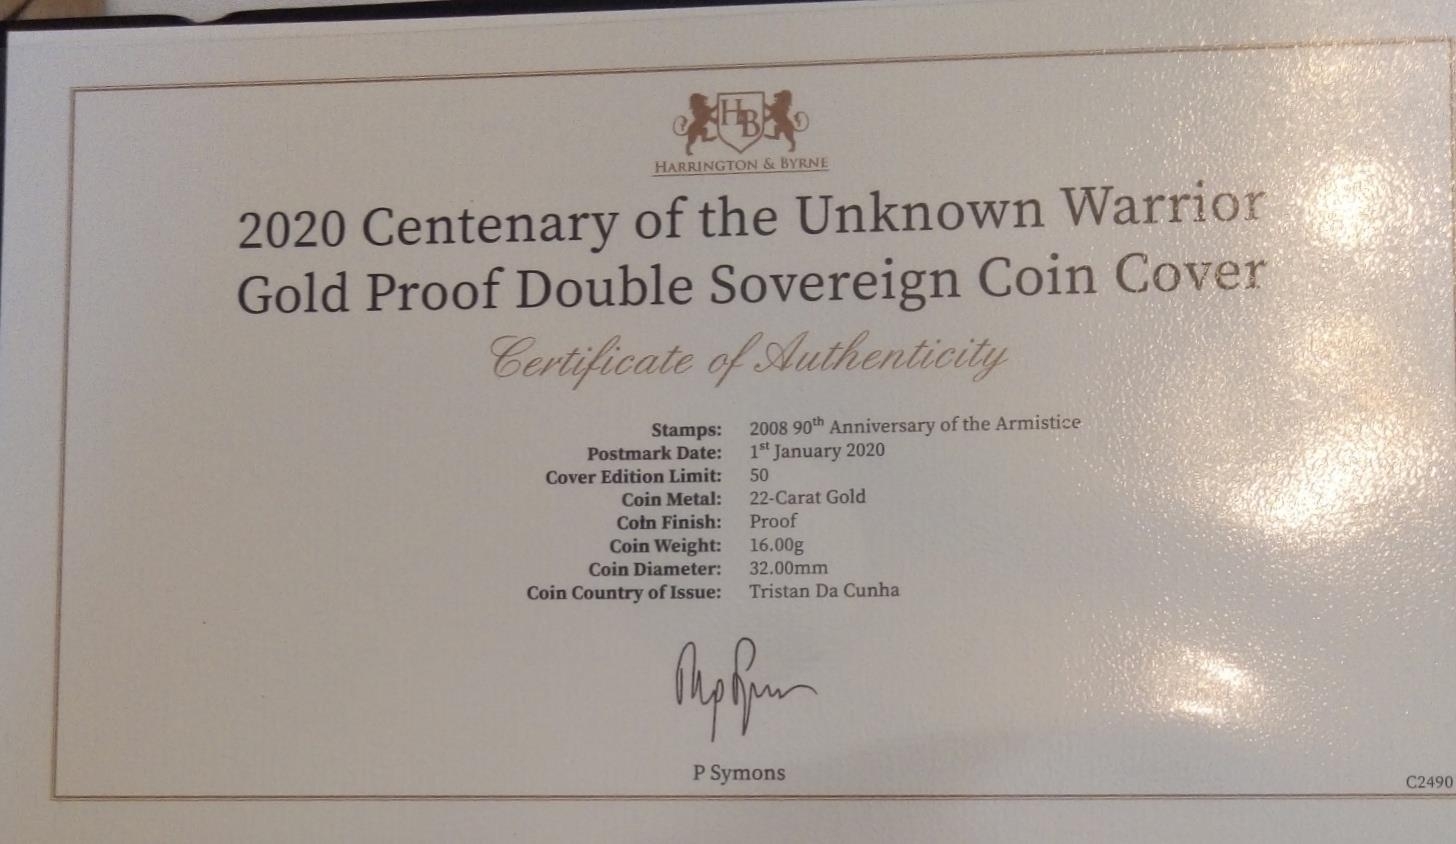 HB
HARRINGTON & BYRNE
2020 Centenary of the Unknown Warrior
Gold Proof Double Sovereign Coin Cover
Certificate of Authenticity
Stamps: 2008 90th Anniversary of the Armistice
Postmark Date: 1st January 2020
Cover Edition Limit: 50
Coin Metal: 22-Carat Gold
Coin Finish: Proof
Coin Weight: 16.00g
Coin Diameter: 32.00mm
Coin Country of Issue: Tristan Da Cunha
P Symons
C2490